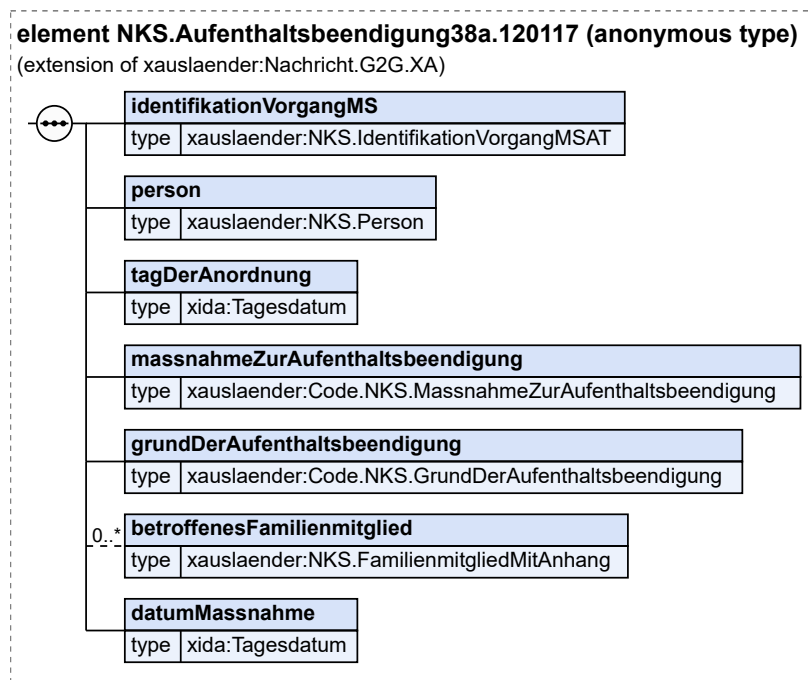 element NKS.Aufenthaltsbeendigung38a.120117 (anonymous type)
(extension of xauslaender:Nachricht.G2G.XA)
identifikationVorgangMS
type xauslaender:NKS.IdentifikationVorgangMSAT
person
type xauslaender:NKS.Person
tagDerAnordnung
type xida:Tagesdatum
massnahmeZurAufenthaltsbeendigung
type xauslaender:Code.NKS.MassnahmeZurAufenthaltsbeendigung
grundDerAufenthaltsbeendigung
type xauslaender:Code.NKS.GrundDerAufenthaltsbeendigung
0..* betroffenesFamilienmitglied
type xauslaender:NKS.FamilienmitgliedMitAnhang
datumMassnahme
type xida:Tagesdatum